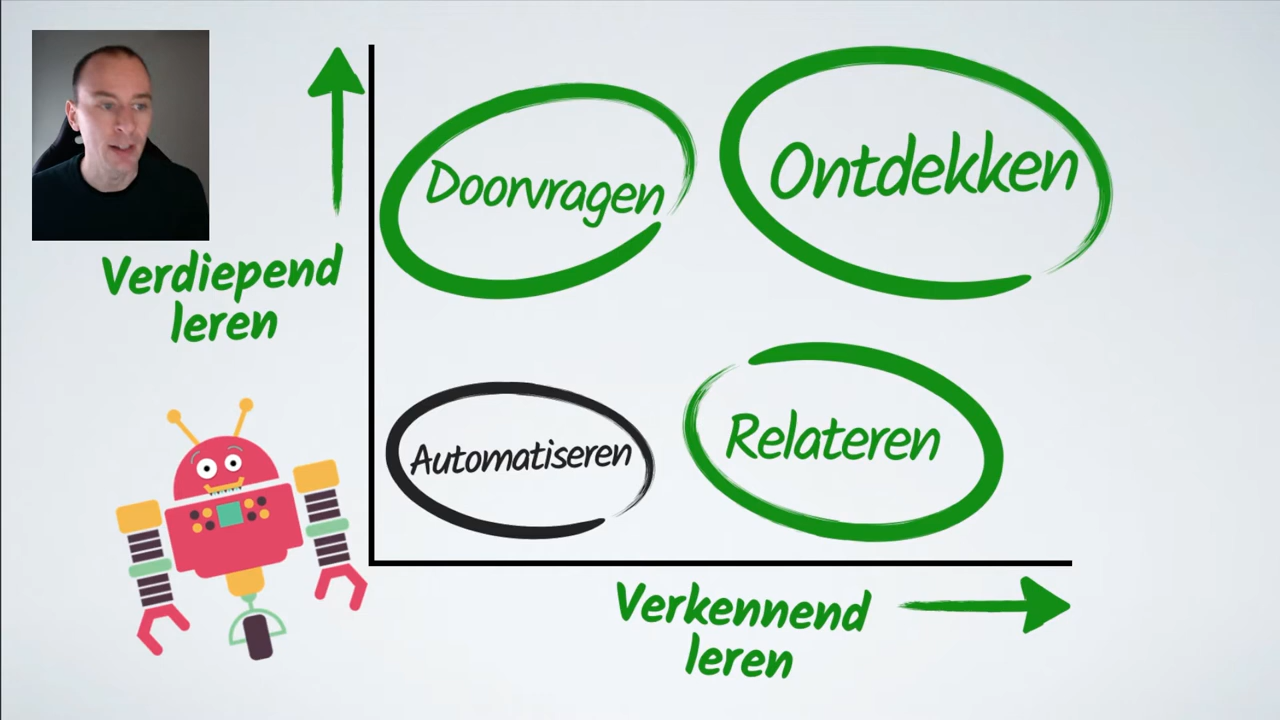 Doorvragen
Ontdekken
Verdiepend
leren
Automatiseren
Relateren
Verkennend
leren